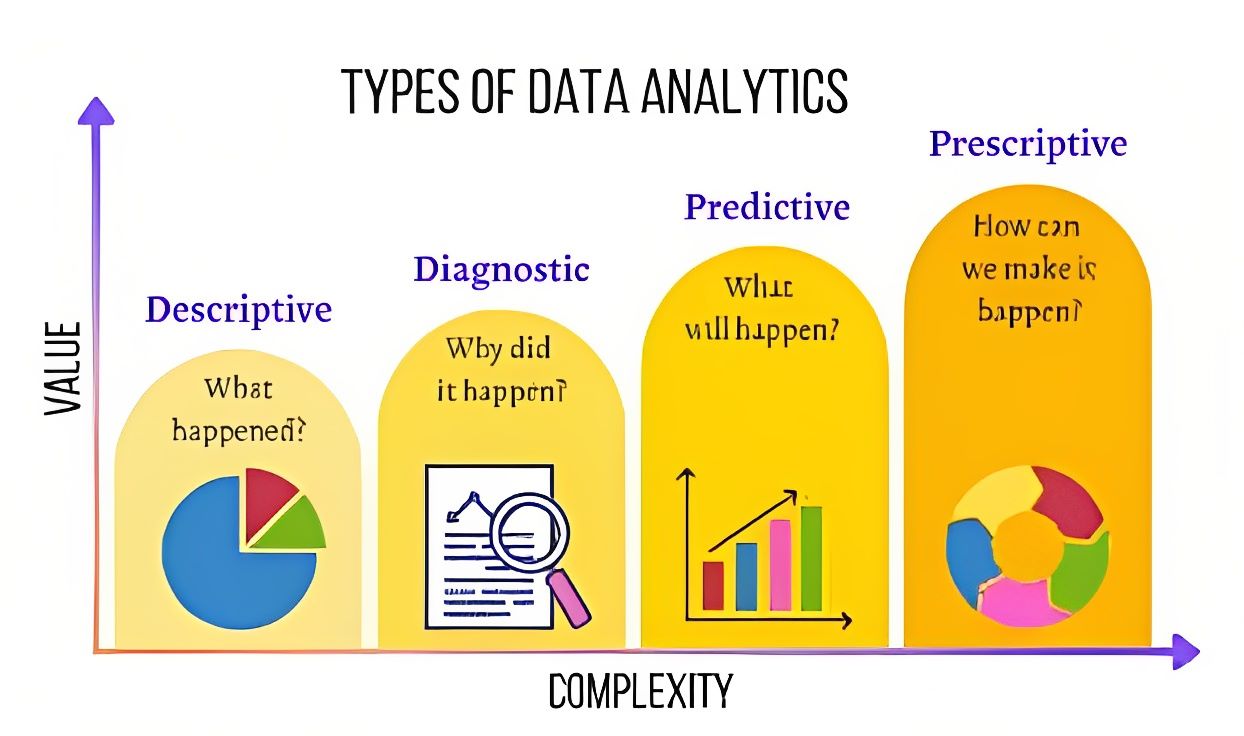 TYPES OF DATA ANALYTICS
Prescriptive
Predictive
Diagnostic
Descriptive
How can
we make is
happen?
What
will happen?
Why did
it happen?
What
happened?
VALUE
COMPLEXITY